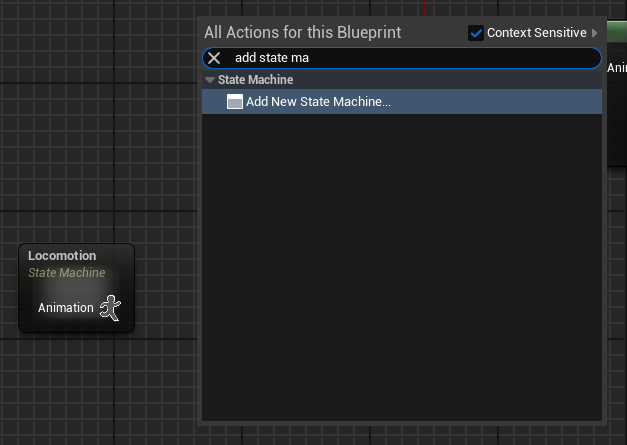 All Actions for this Blueprint
Context Sensitive
add state ma
State Machine
Add New State Machine...
Ani
Locomotion
State Machine
Animation